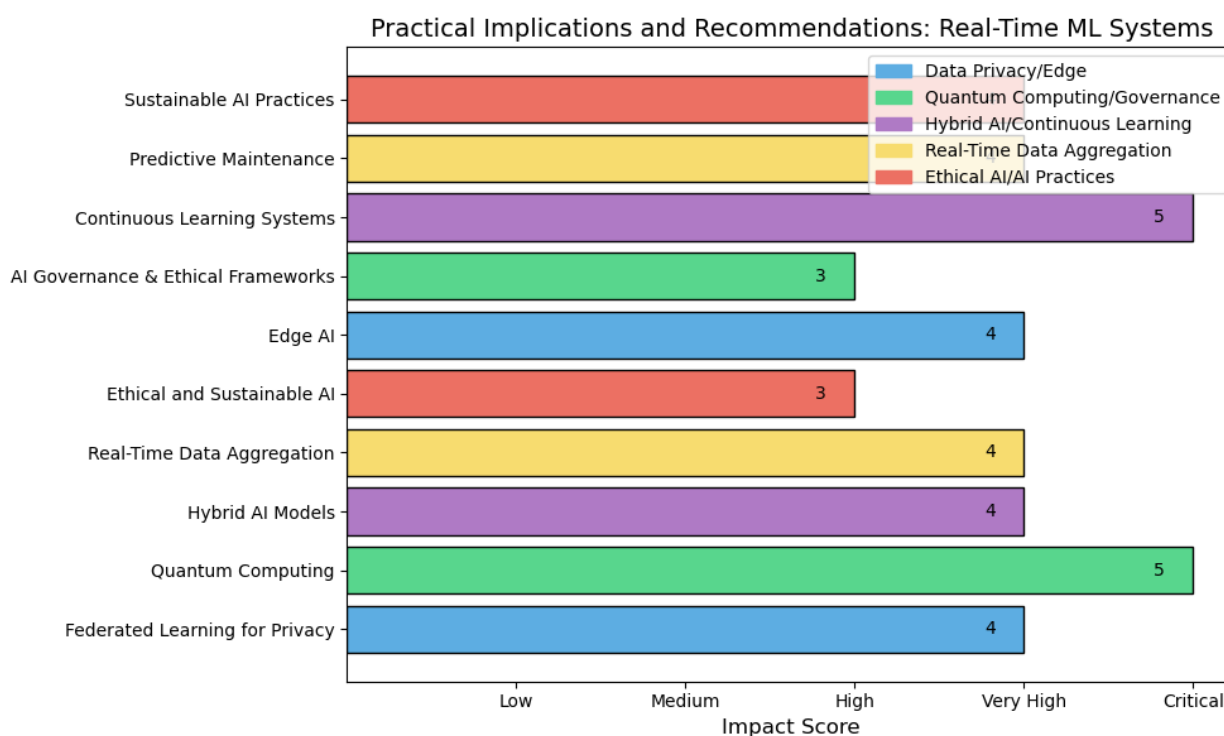 Practical Implications and Recommendations: Real-Time ML Systems
Data Privacy/Edge
Quantum Computing/Governance
Hybrid AI/Continuous Learning
Real-Time Data Aggregation
Ethical AI/AI Practices
Sustainable AI Practices
Predictive Maintenance 4
Continuous Learning Systems 5
AI Governance & Ethical Frameworks 3
Edge AI 4
Ethical and Sustainable AI 3
Real-Time Data Aggregation 4
Hybrid AI Models 4
Quantum Computing 5
Federated Learning for Privacy 4
Low Medium High Very High Critical
Impact Score